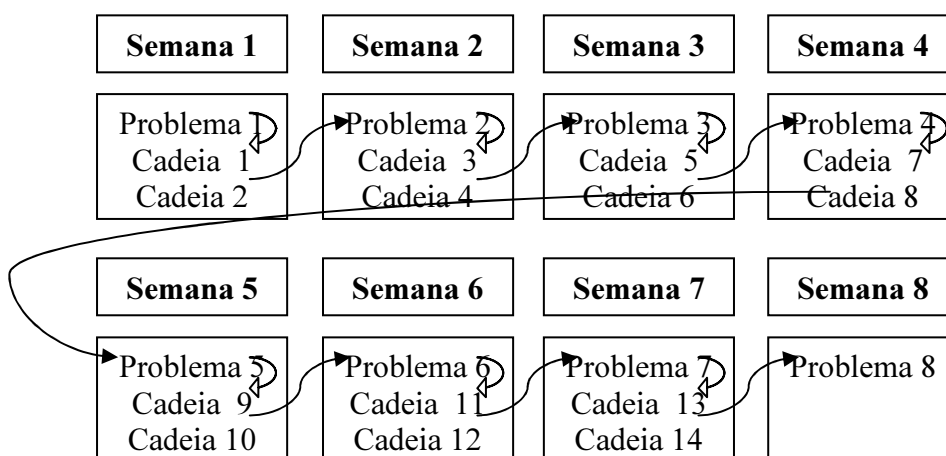 Semana 1
Semana 2
Semana 3
Semana 4
Problema 1
Cadeia 1
Cadeia 2
Problema 2
Cadeia 3
Cadeia 4
Problema 3
Cadeia 5
Cadeia 6
Problema 4
Cadeia 7
Cadeia 8
Semana 5
Semana 6
Semana 7
Semana 8
Problema 5
Cadeia 9
Cadeia 10
Problema 6
Cadeia 11
Cadeia 12
Problema 7
Cadeia 13
Cadeia 14
Problema 8